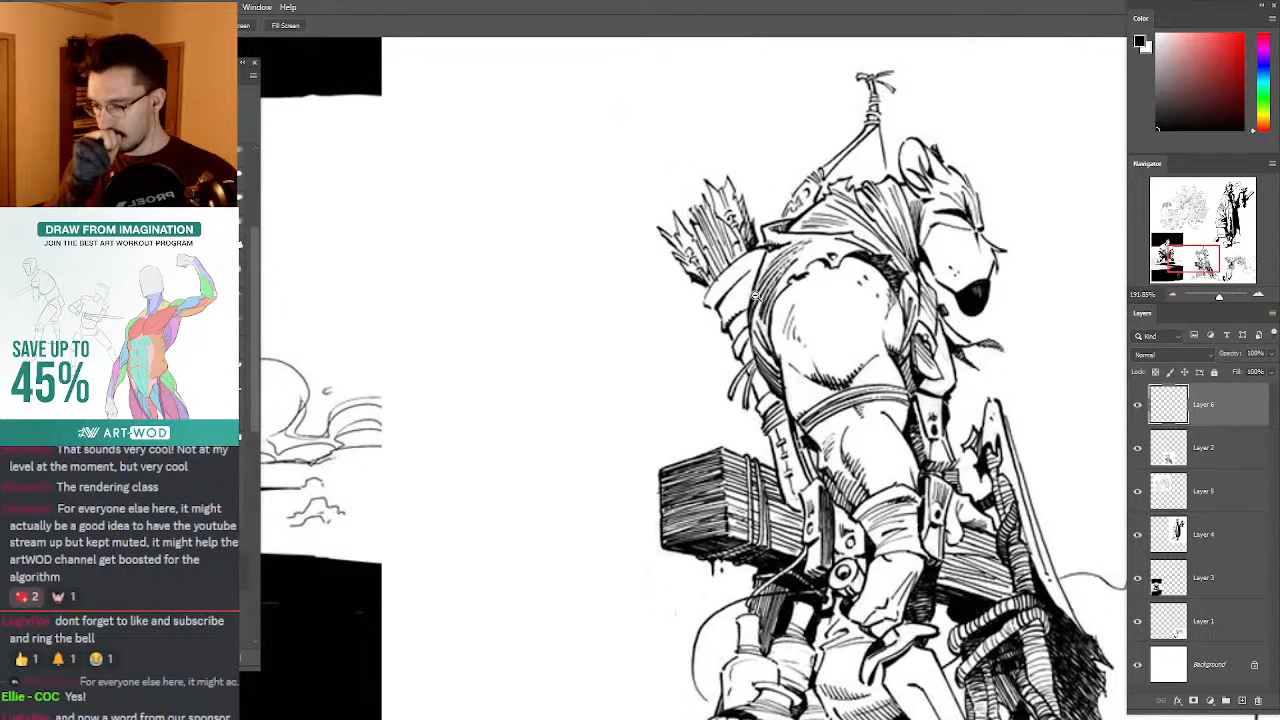 Window Help
Fill Screen
Color
Navigator
191.85%
Layers
Kind
Normal
Opacity: 100%
Lock:
Fill: 100%
Layer 6
Layer 2
Layer 5
Layer 4
Layer 3
Layer 1
Background
PROEL
DRAW FROM IMAGINATION
JOIN THE BEST ART WORKOUT PROGRAM
SAVE UP TO
45%
ART-WOD
That sounds very cool! Not at my
level at the moment, but very cool
The rendering class
For everyone else here, it might
actually be a good idea to have the youtube
stream up but kept muted, it might help the
artWOD channel get boosted for the
algorithm
2 1
dont forget to like and subscribe
and ring the bell
1 1 1
For everyone else here, it might ac
Ellie - COC Yes!
and now a word from our sponsor